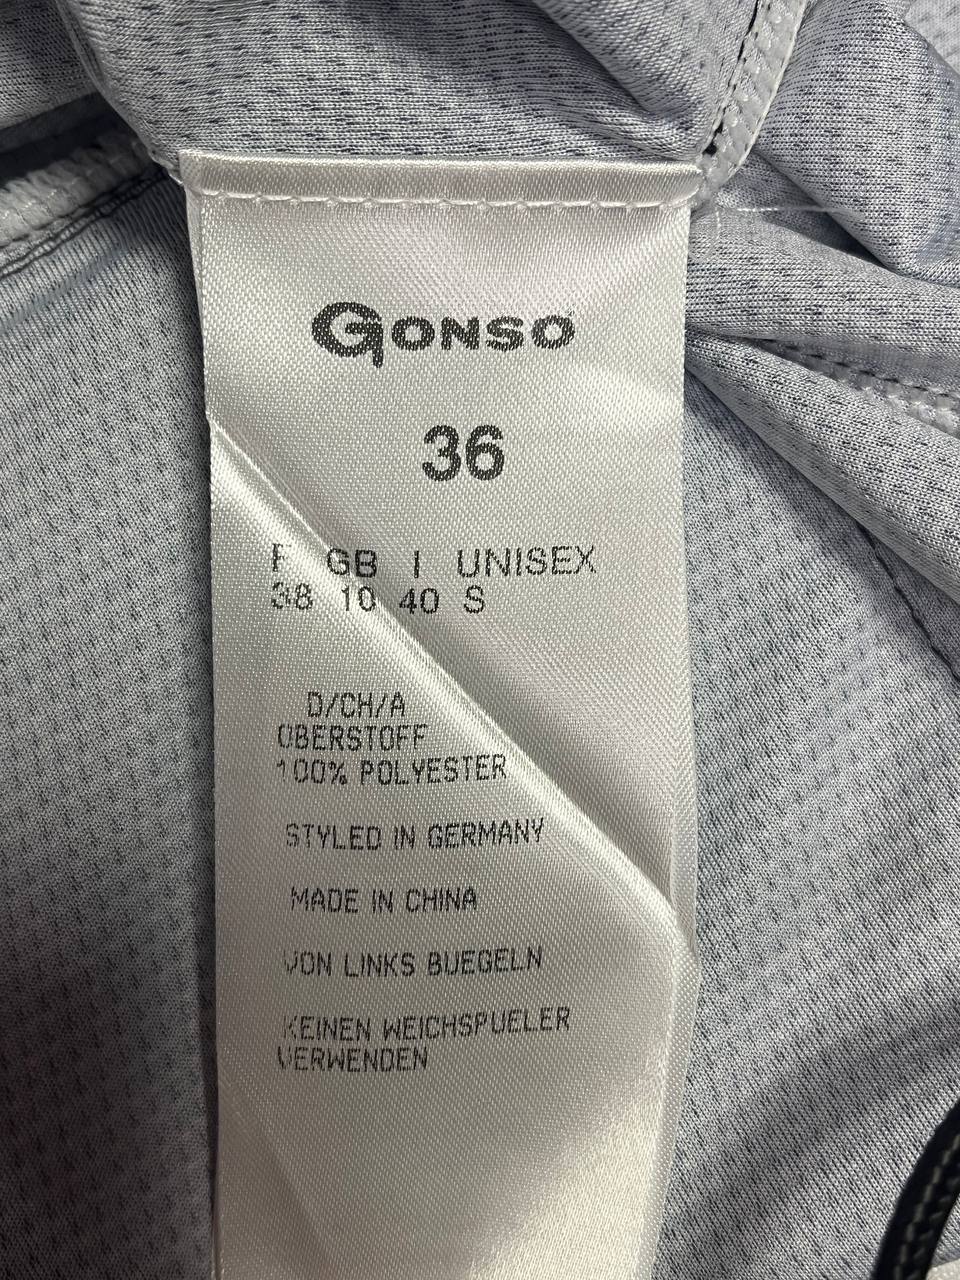 GONSO
36
F GB I UNISEX
38 10 40 S
D/CH/A
OBERSTOFF
100% POLYESTER
STYLED IN GERMANY
MADE IN CHINA
VON LINKS BUEGELN
KEINEN WEICHSPUELER
VERWENDEN